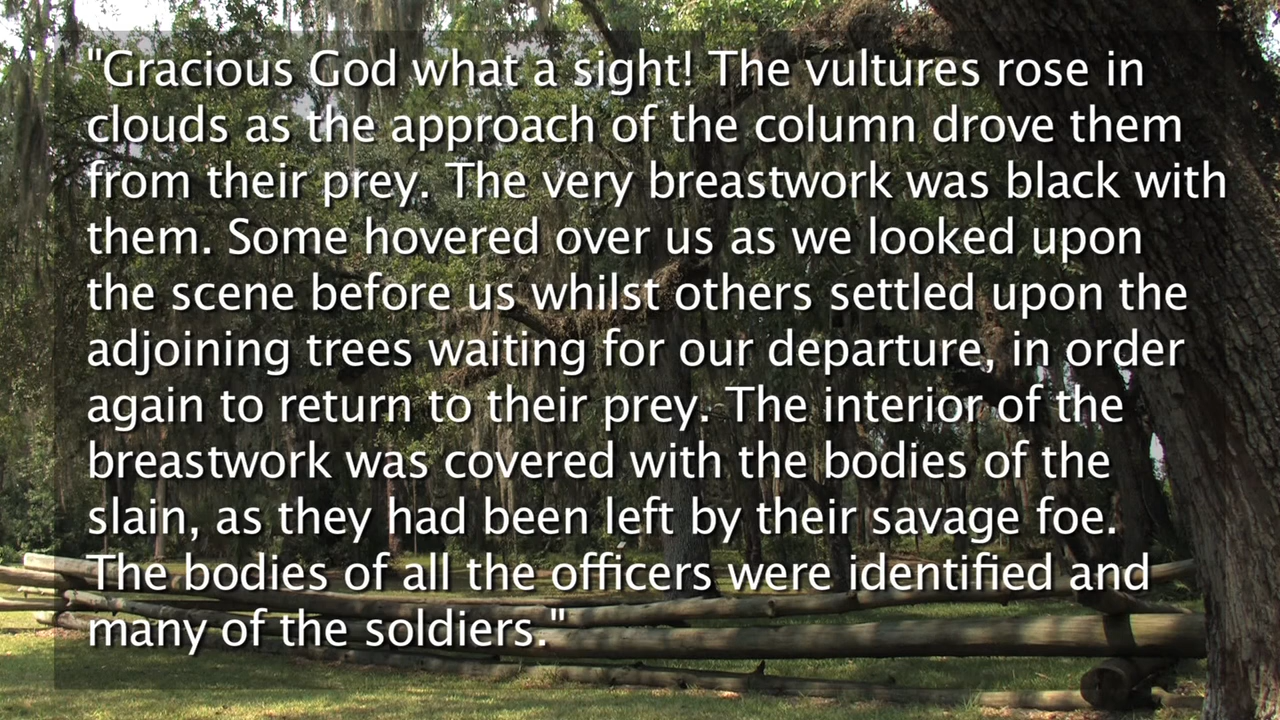 "Gracious God what a sight! The vultures rose in
clouds as the approach of the column drove them
from their prey. The very breastwork was black with
them. Some hovered over us as we looked upon
the scene before us whilst others settled upon the
adjoining trees waiting for our departure, in order
again to return to their prey. The interior of the
breastwork was covered with the bodies of the
slain, as they had been left by their savage foe.
The bodies of all the officers were identified and
many of the soldiers."